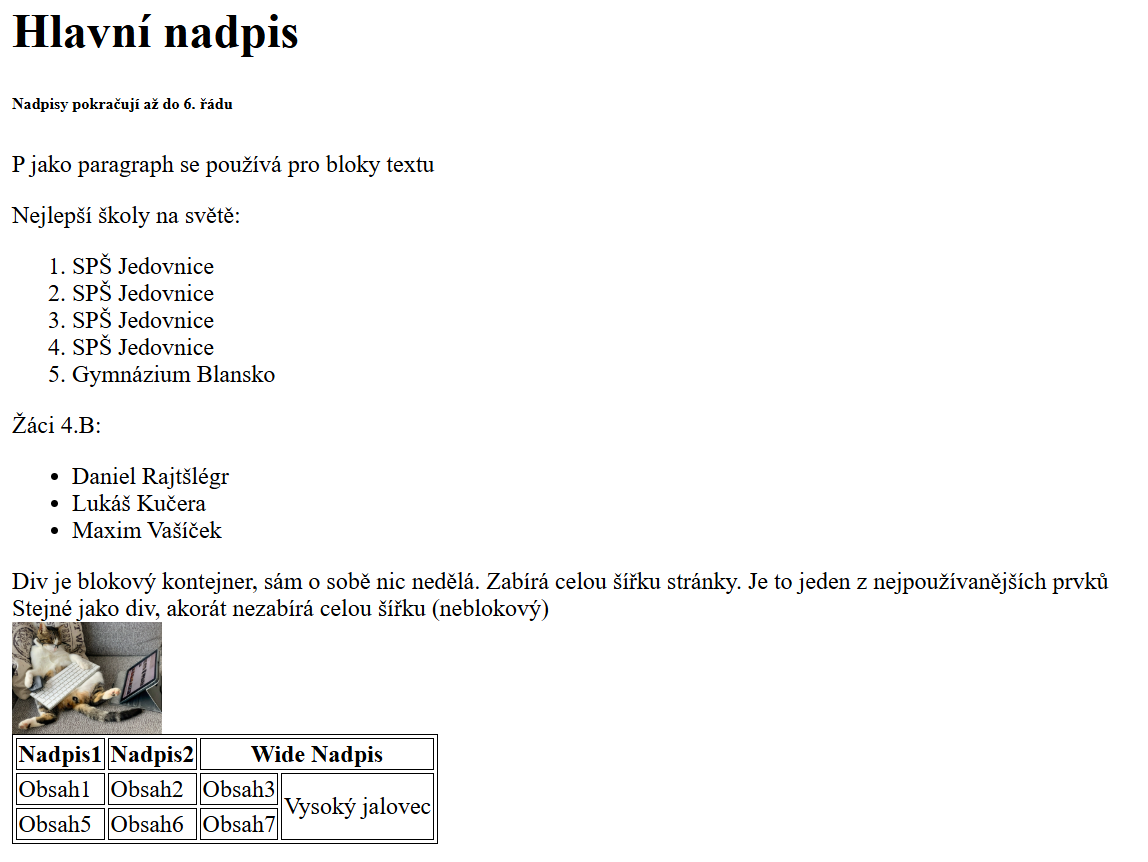 Hlavní nadpis
Nadpisy pokračují až do 6. řádu
P jako paragraph se používá pro bloky textu
Nejlepší školy na světě:
1. SPŠ Jedovnice
2. SPŠ Jedovnice
3. SPŠ Jedovnice
4. SPŠ Jedovnice
5. Gymnázium Blansko
Žáci 4.B:
• Daniel Rajtšlégr
• Lukáš Kučera
• Maxim Vašíček
Div je blokový kontejner, sám o sobě nic nedělá. Zabírá celou šířku stránky. Je to jeden z nejpoužívanějších prvků
Stejné jako div, akorát nezabírá celou šířku (neblokový)
Nadpis1 Nadpis2 Wide Nadpis
Obsah1 Obsah2 Obsah3 Vysoký jalovec
Obsah5 Obsah6 Obsah7